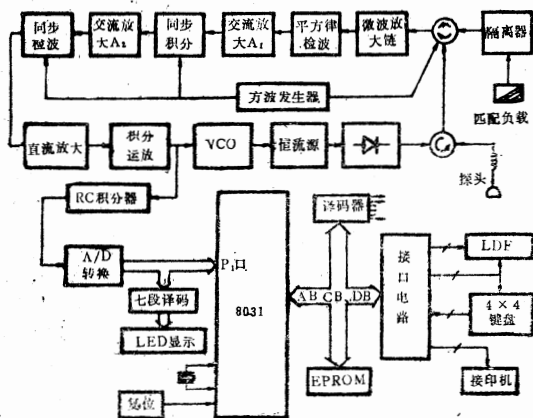 同步
检波
交流放
大A₂
同步
积分
交流放
大A₁
平方律
检波
微波放
大链
隔离器
方波发生器
匹配负载
直流放大
积分
运放
VCO
恒流源
探头
RC积分器
A/D
转换
P₁口
8031
七段译码
LED显示
复位
译码器
AB
CB
DB
EPROM
接
口
电
路
LDF
4×4
键盘
接印机